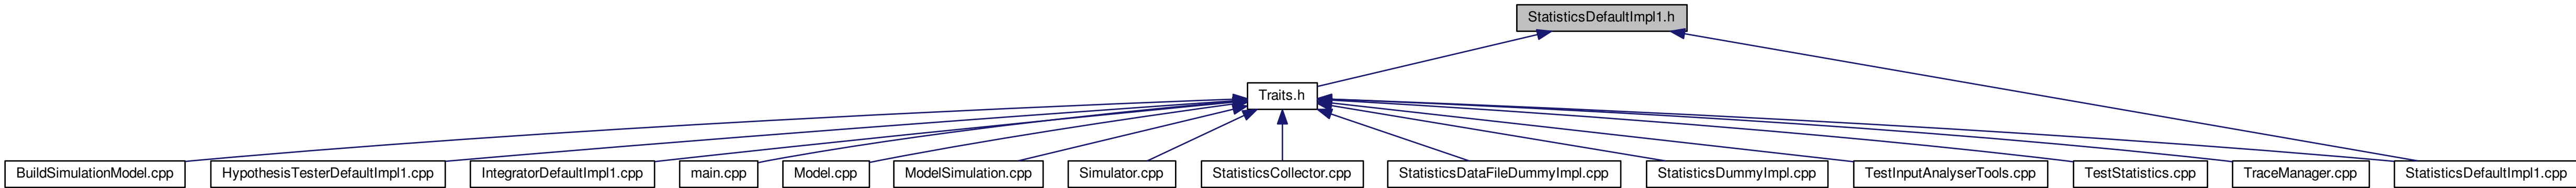 StatisticsDefaultImpl1.h
Traits.h
BuildSimulationModel.cpp
HypothesisTesterDefaultImpl1.cpp
IntegratorDefaultImpl1.cpp
main.cpp
Model.cpp
ModelSimulation.cpp
Simulator.cpp
StatisticsCollector.cpp
StatisticsDataFileDummyImpl.cpp
StatisticsDummyImpl.cpp
TestInputAnalyserTools.cpp
TestStatistics.cpp
TraceManager.cpp
StatisticsDefaultImpl1.cpp